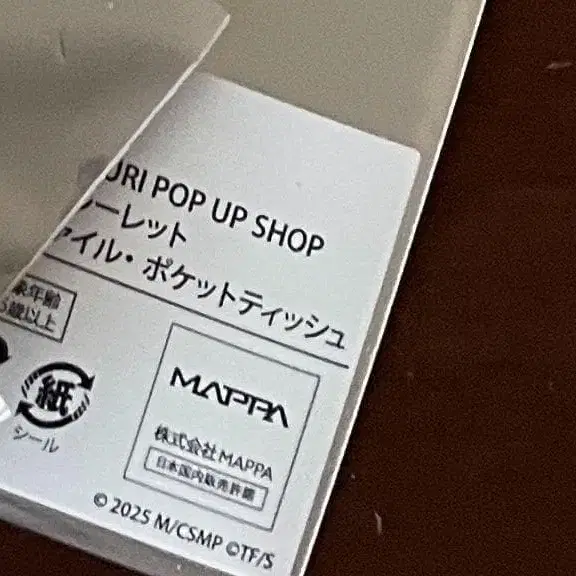 URI POP UP SHOP
ーレット
ァイル・ポケットティッシュ
象年齢
5歳以上
紙
シール
MAPPA
株式会社MAPPA
日本国内販売許諾
© 2025 M/CSMP ©TF/S